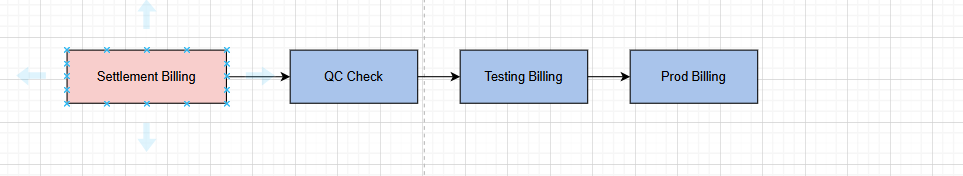 Settlement Billing
QC Check
Testing Billing
Prod Billing